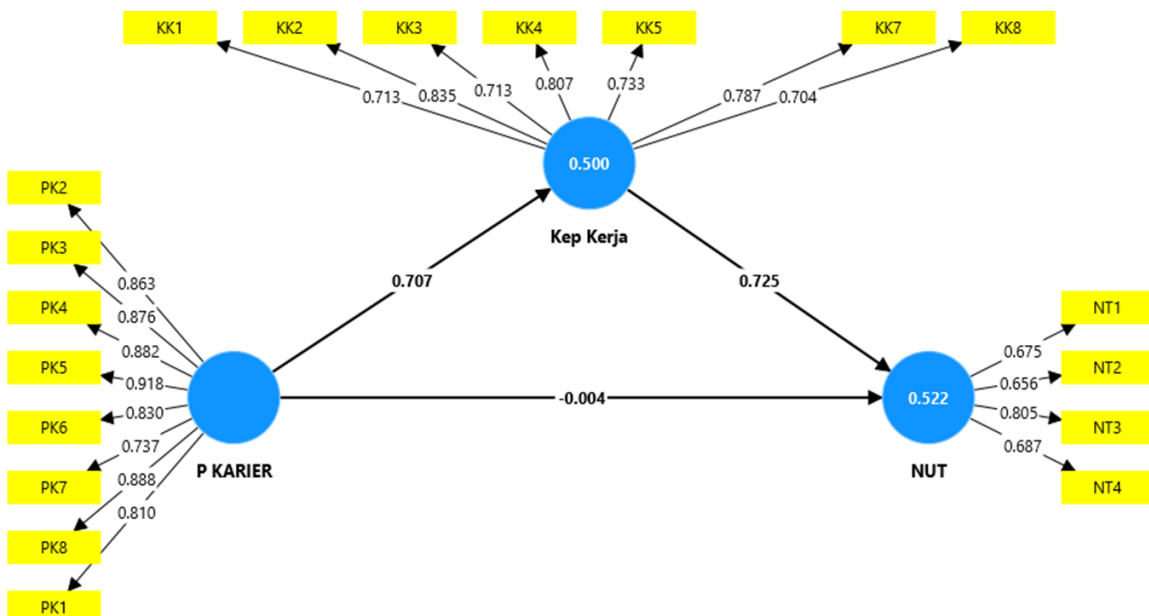 KK1 KK2 KK3 KK4 KK5 KK7 KK8
0.713 0.835 0.713 0.807 0.733 0.787 0.704
0.500
Kep Kerja
PK2
PK3
PK4
PK5
PK6
PK7
PK8
PK1
0.863
0.876
0.882
0.918
0.830
0.737
0.888
0.810
P KARIER
0.707
0.725
-0.004
0.522
NUT
0.675
0.656
0.805
0.687
NT1
NT2
NT3
NT4